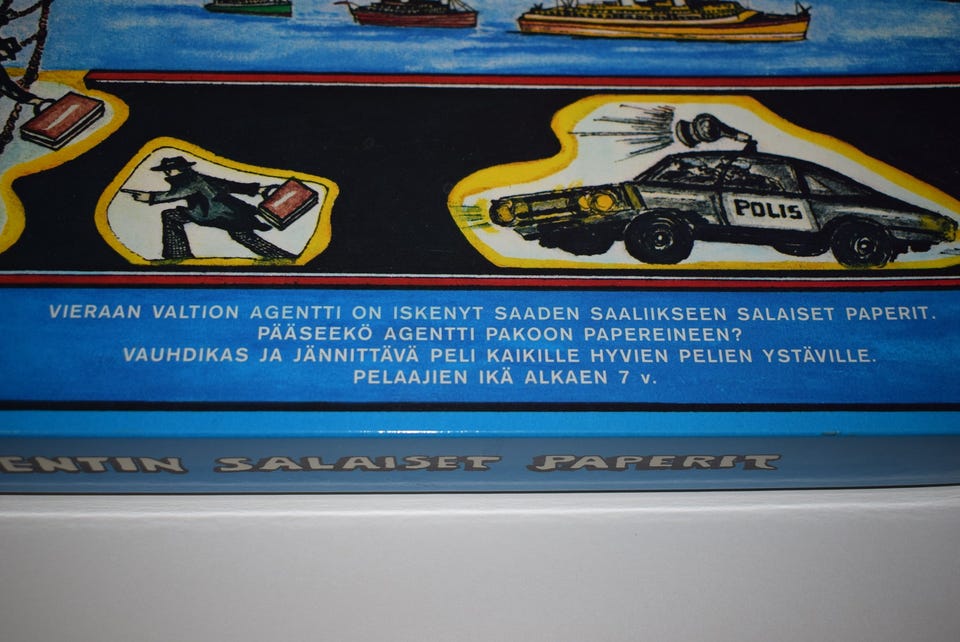 POLIS
VIERAAN VALTION AGENTTI ON ISKENYT SAADEN SAALIIKSEEN SALAISET PAPERIT.
PÄÄSEEKÖ AGENTTI PAKOON PAPEREINEEN?
VAUHDIKAS JA JÄNNITTÄVÄ PELI KAIKILLE HYVIEN PELIEN YSTÄVILLE.
PELAAJIEN IKÄ ALKAEN 7 v.
ENTIN SALAISET PAPERIT